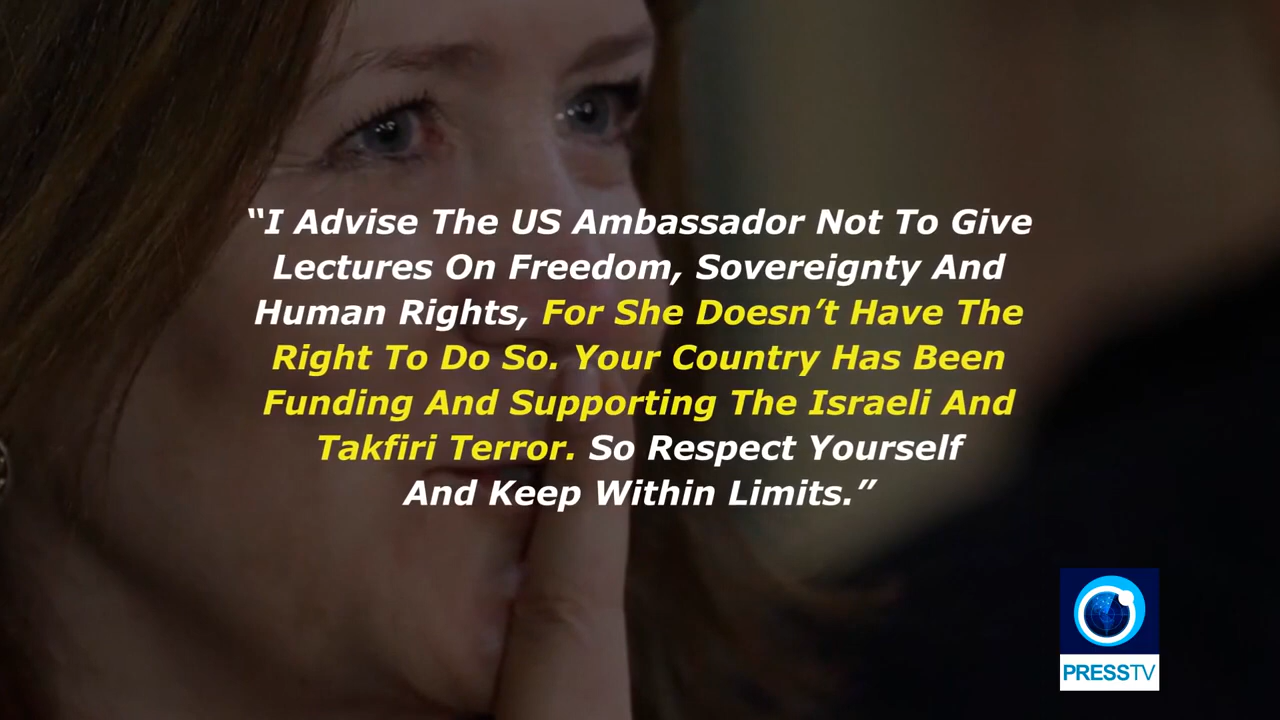 “I Advise The US Ambassador Not To Give
Lectures On Freedom, Sovereignty And
Human Rights, For She Doesn’t Have The
Right To Do So. Your Country Has Been
Funding And Supporting The Israeli And
Takfiri Terror. So Respect Yourself
And Keep Within Limits.”
PRESSTV